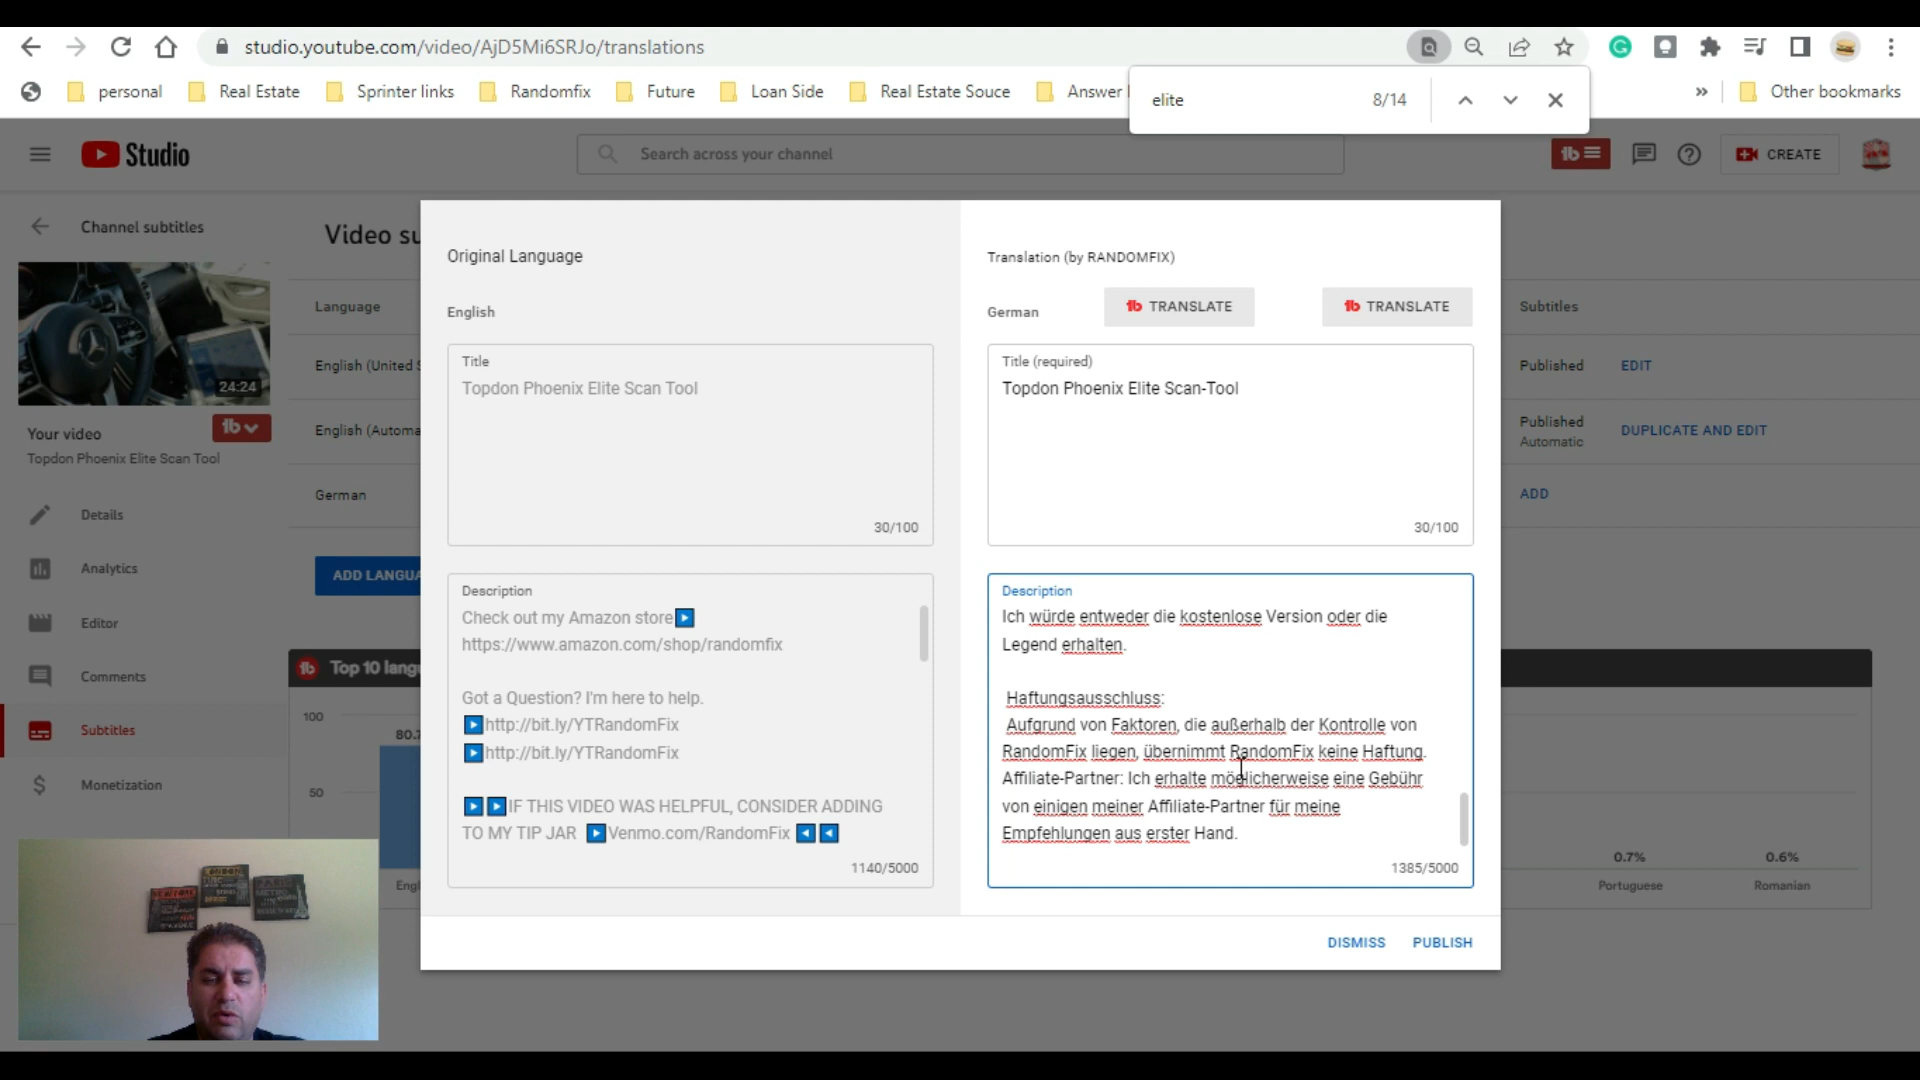 studio.youtube.com/video/AjD5Mi6SRJo/translations
personal
Real Estate
Sprinter links
Randomfix
Future
Loan Side
Real Estate Souce
Answer
»
Other bookmarks
elite
8/14
Studio
Search across your channel
CREATE
Channel subtitles
Video su
24:24
Your video
Topdon Phoenix Elite Scan Tool
Details
Analytics
Editor
Comments
Subtitles
Monetization
Language
English (United S
English (Automa
German
ADD LANGUA
Top 10 langu
100
80.7
50
Engl
Original Language
English
Title
Topdon Phoenix Elite Scan Tool
30/100
Description
Check out my Amazon store
https://www.amazon.com/shop/randomfix
Got a Question? I'm here to help.
http://bit.ly/YTRandomFix
http://bit.ly/YTRandomFix
IF THIS VIDEO WAS HELPFUL, CONSIDER ADDING
TO MY TIP JAR Venmo.com/RandomFix
1140/5000
Translation (by RANDOMFIX)
German
TRANSLATE
TRANSLATE
Title (required)
Topdon Phoenix Elite Scan-Tool
30/100
Description
Ich würde entweder die kostenlose Version oder die
Legend erhalten.
Haftungsausschluss:
Aufgrund von Faktoren, die außerhalb der Kontrolle von
RandomFix liegen, übernimmt RandomFix keine Haftung.
Affiliate-Partner: Ich erhalte möglicherweise eine Gebühr
von einigen meiner Affiliate-Partner für meine
Empfehlungen aus erster Hand.
1385/5000
DISMISS
PUBLISH
Subtitles
Published
EDIT
Published
Automatic
DUPLICATE AND EDIT
ADD
0.7%
Portuguese
0.6%
Romanian